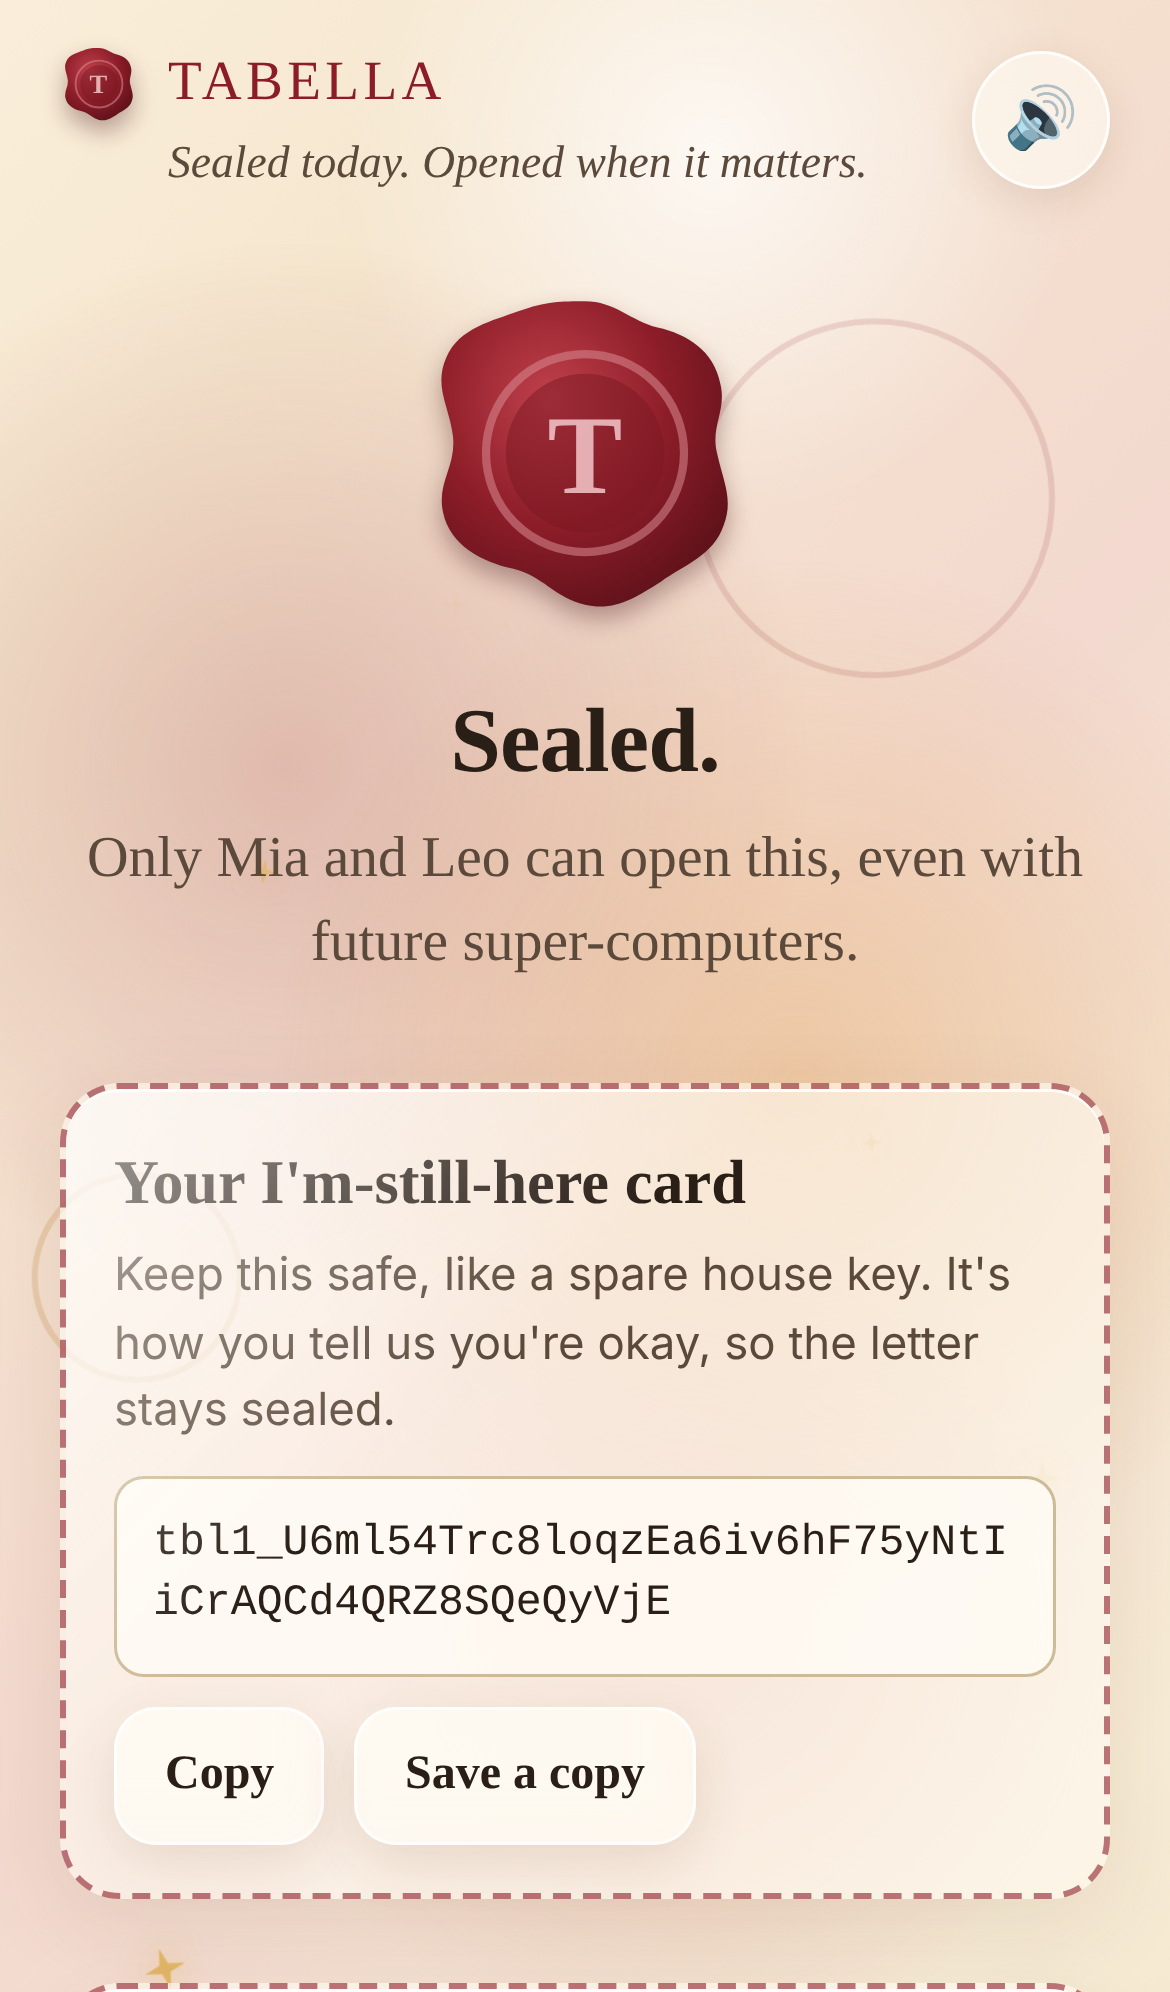 T
TABELLA
Sealed today. Opened when it matters.
T
Sealed.
Only Mia and Leo can open this, even with
future super-computers.
Your I'm-still-here card
Keep this safe, like a spare house key. It's
how you tell us you're okay, so the letter
stays sealed.
tbl1_U6ml54Trc8loqzEa6iv6hF75yNtI
iCrAQCd4QRZ8SQeQyVjE
Copy
Save a copy